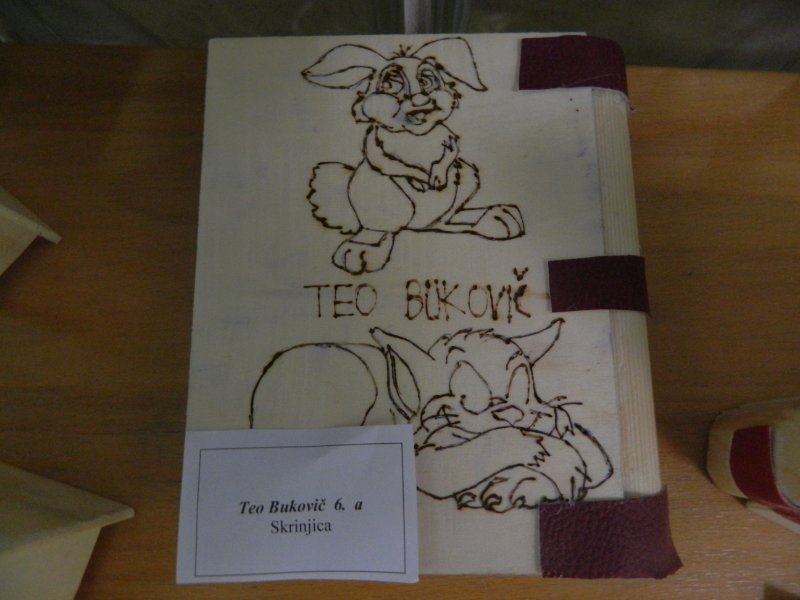 TEO BUKOVIČ
Teo Bukovič 6. a
Skrinjica